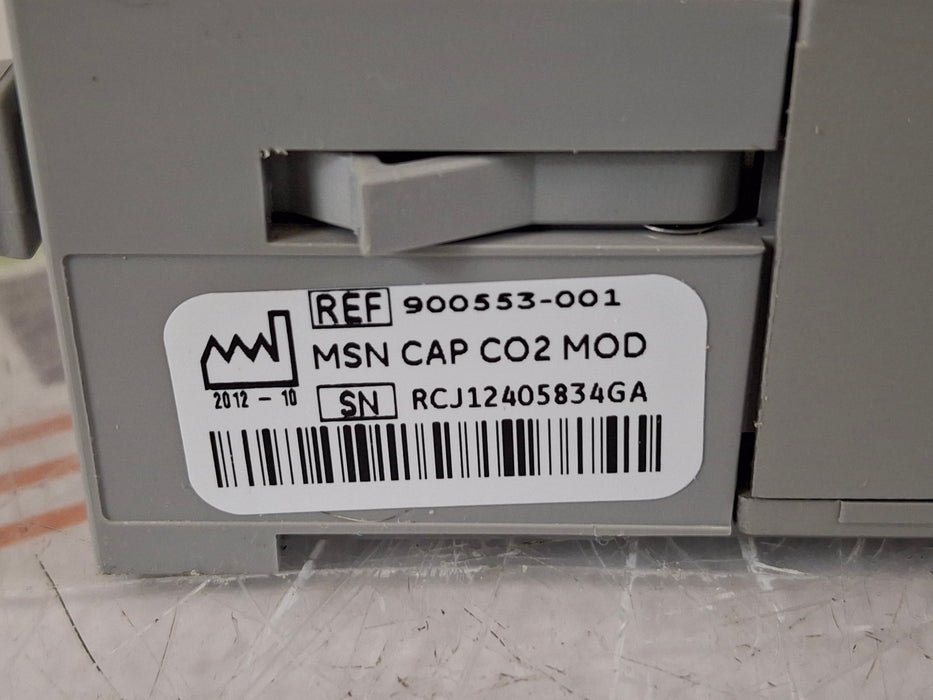 REF 900553-001
MSN CAP CO2 MOD
2012 - 10
SN RCJ12405834GA